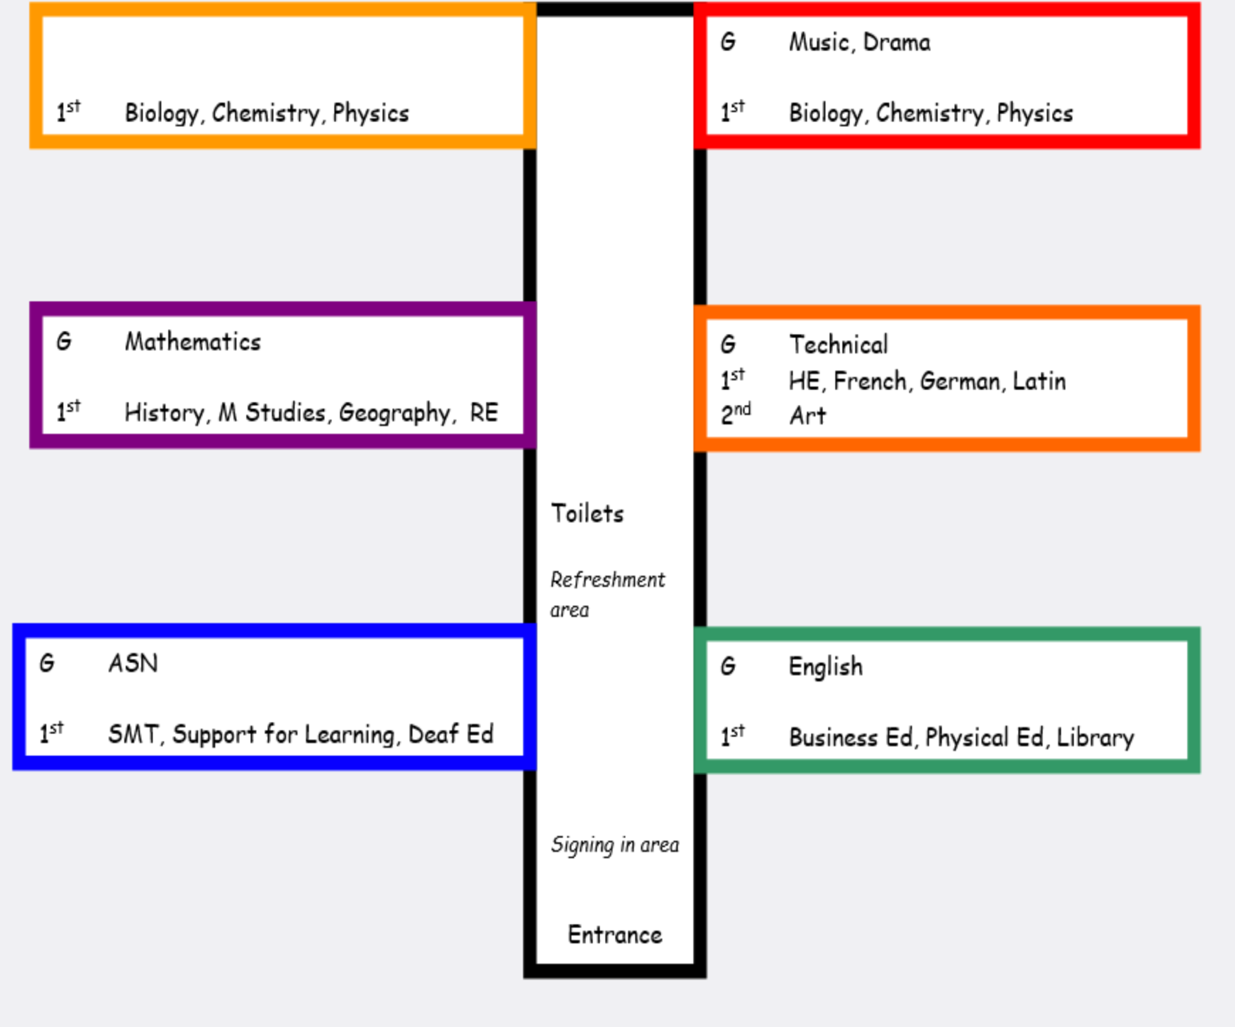 1st Biology, Chemistry, Physics
G Music, Drama
1st Biology, Chemistry, Physics
G Mathematics
1st History, M Studies, Geography, RE
G Technical
1st HE, French, German, Latin
2nd Art
Toilets
Refreshment
area
G ASN
1st SMT, Support for Learning, Deaf Ed
G English
1st Business Ed, Physical Ed, Library
Signing in area
Entrance